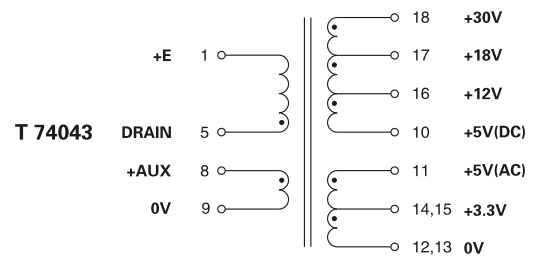 18 +30V
+E 1 17 +18V
16 +12V
T 74043 DRAIN 5 10 +5V(DC)
+AUX 8 11 +5V(AC)
0V 9 14,15 +3.3V
12,13 0V